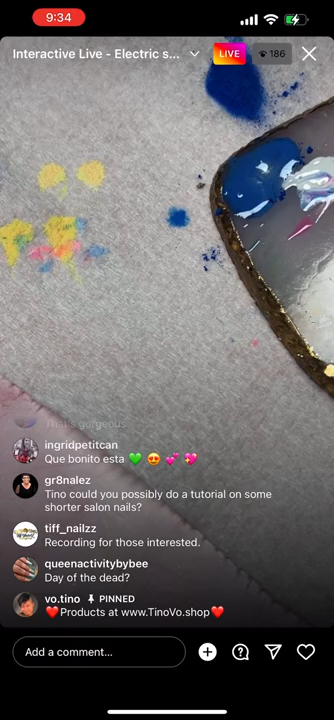 9:34
Interactive Live - Electric s...
LIVE
186
That's gorgeous
ingridpetitcan
Que bonito esta 💚 😍 💕 💖
gr8nalez
Tino could you possibly do a tutorial on some
shorter salon nails?
tiff_nailzz
Recording for those interested.
queenactivitybybee
Day of the dead?
vo.tino PINNED
❤️Products at www.TinoVo.shop❤️
Add a comment...